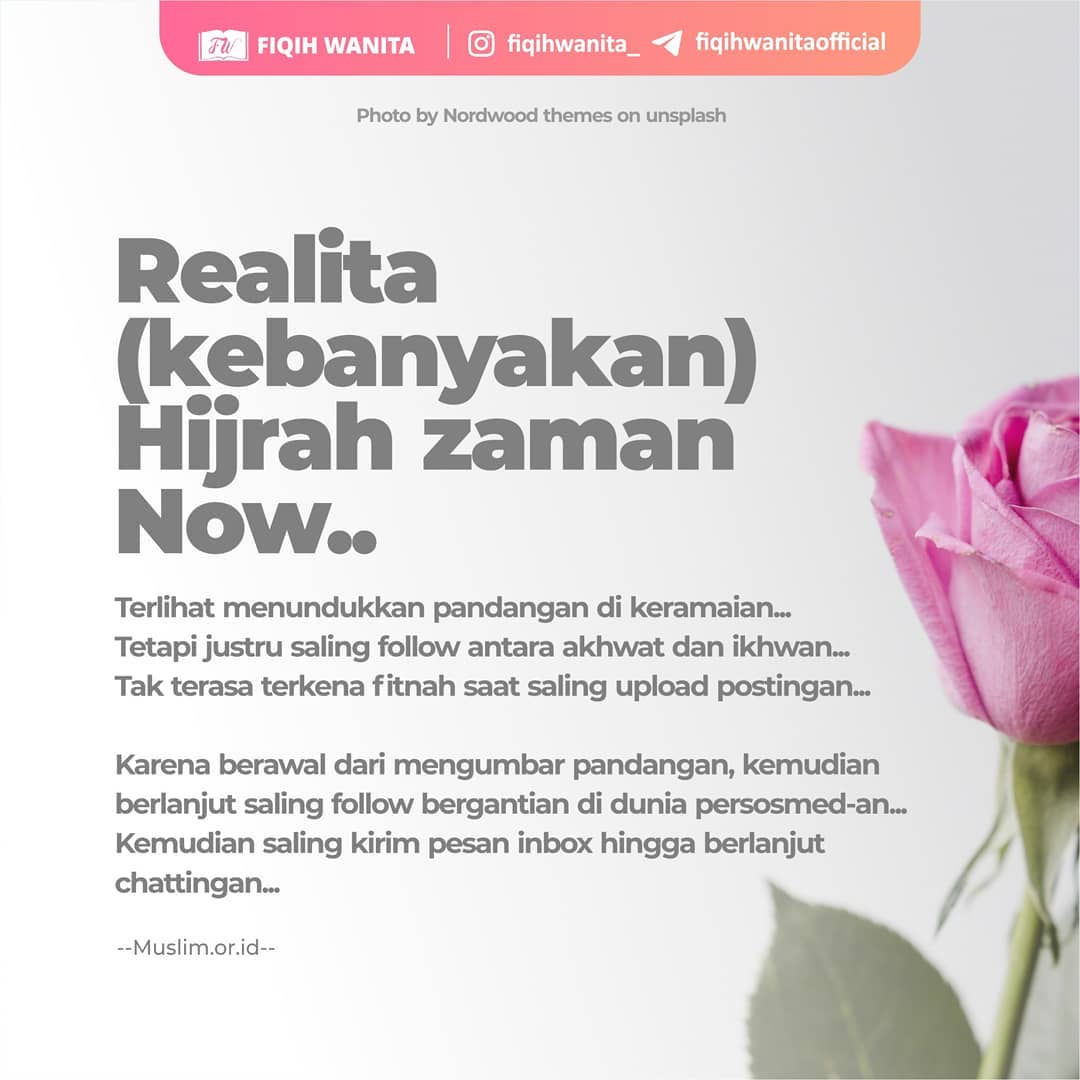 FW FIQIH WANITA fiqihwanita_ fiqihwanitaofficial
Photo by Nordwood themes on unsplash
Realita
(kebanyakan)
Hijrah zaman
Now..
Terlihat menundukkan pandangan di keramaian...
Tetapi justru saling follow antara akhwat dan ikhwan...
Tak terasa terkena fitnah saat saling upload postingan...
Karena berawal dari mengumbar pandangan, kemudian
berlanjut saling follow bergantian di dunia persosmed-an...
Kemudian saling kirim pesan inbox hingga berlanjut
chattingan...
--Muslim.or.id--